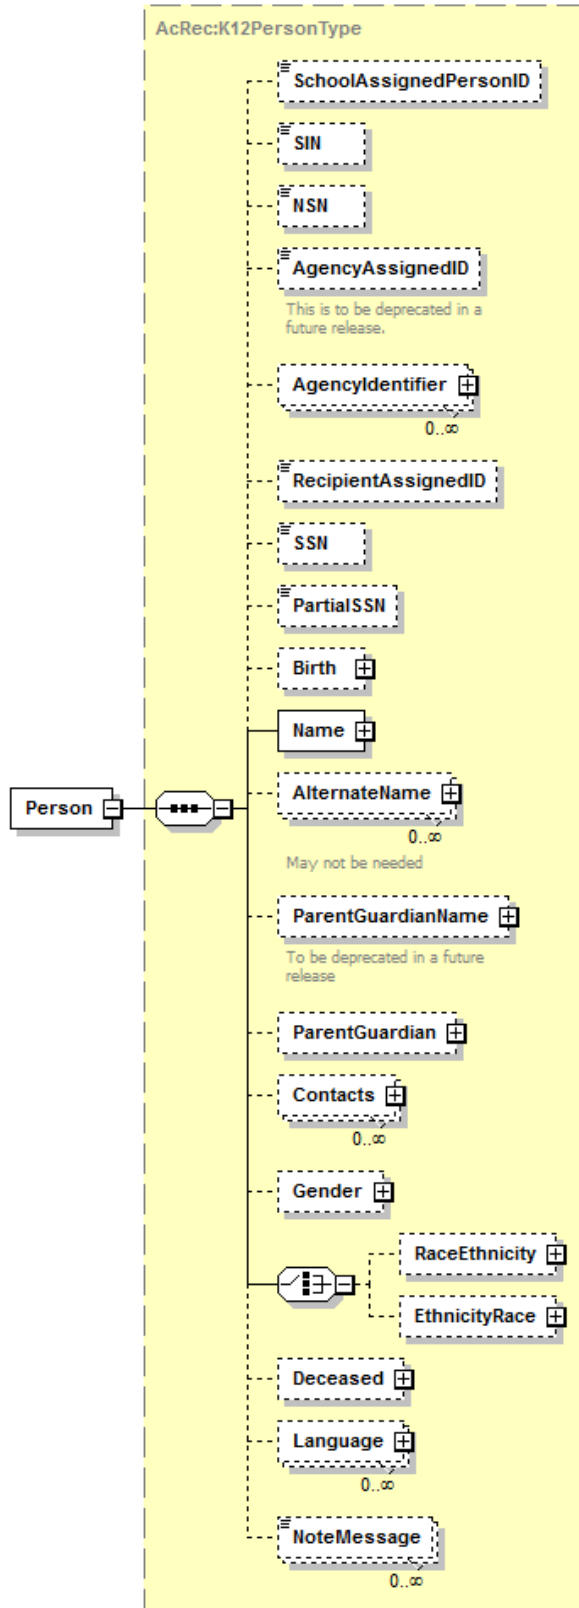 AcRec:K12PersonType
SchoolAssignedPersonID
SIN
NSN
AgencyAssignedID
This is to be deprecated in a
future release.
AgencyIdentifier
0..∞
RecipientAssignedID
SSN
PartialSSN
Birth
Name
Person
AlternateName
0..∞
May not be needed
ParentGuardianName
To be deprecated in a future
release
ParentGuardian
Contacts
0..∞
Gender
RaceEthnicity
EthnicityRace
Deceased
Language
0..∞
NoteMessage
0..∞